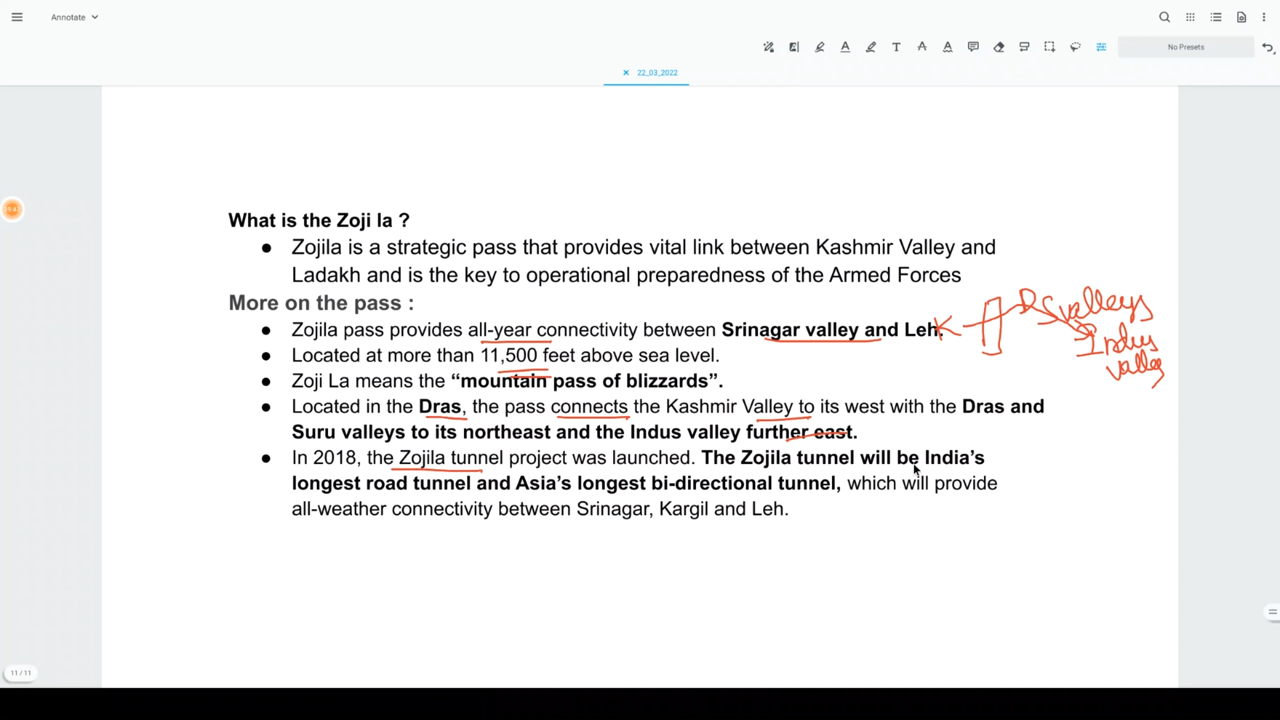 Annotate
No Presets
22_03_2022
What is the Zoji la ?
● Zojila is a strategic pass that provides vital link between Kashmir Valley and
Ladakh and is the key to operational preparedness of the Armed Forces
More on the pass :
● Zojila pass provides all-year connectivity between Srinagar valley and Leh.
K
DS valleys
Indus
valley
● Located at more than 11,500 feet above sea level.
● Zoji La means the “mountain pass of blizzards”.
● Located in the Dras, the pass connects the Kashmir Valley to its west with the Dras and
Suru valleys to its northeast and the Indus valley further east.
● In 2018, the Zojila tunnel project was launched. The Zojila tunnel will be India’s
longest road tunnel and Asia’s longest bi-directional tunnel, which will provide
all-weather connectivity between Srinagar, Kargil and Leh.
11 / 11